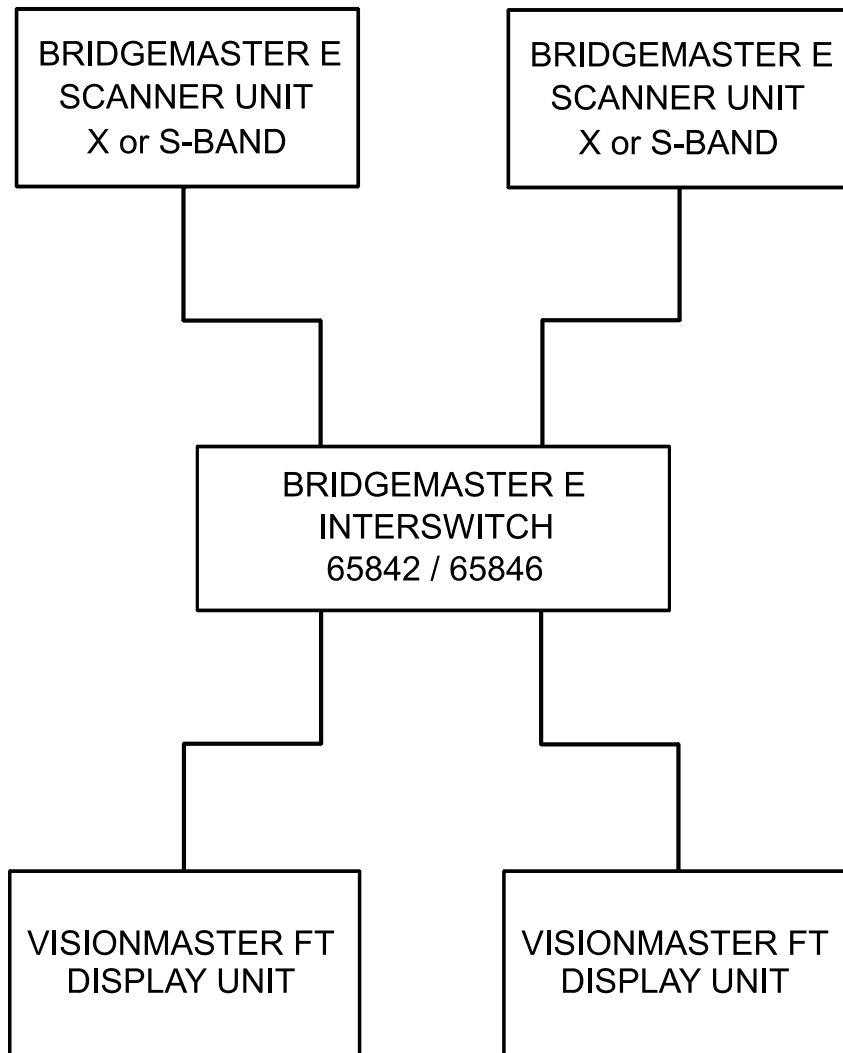 BRIDGEMASTER E
SCANNER UNIT
X or S-BAND
BRIDGEMASTER E
SCANNER UNIT
X or S-BAND
BRIDGEMASTER E
INTERSWITCH
65842 / 65846
VISIONMASTER FT
DISPLAY UNIT
VISIONMASTER FT
DISPLAY UNIT